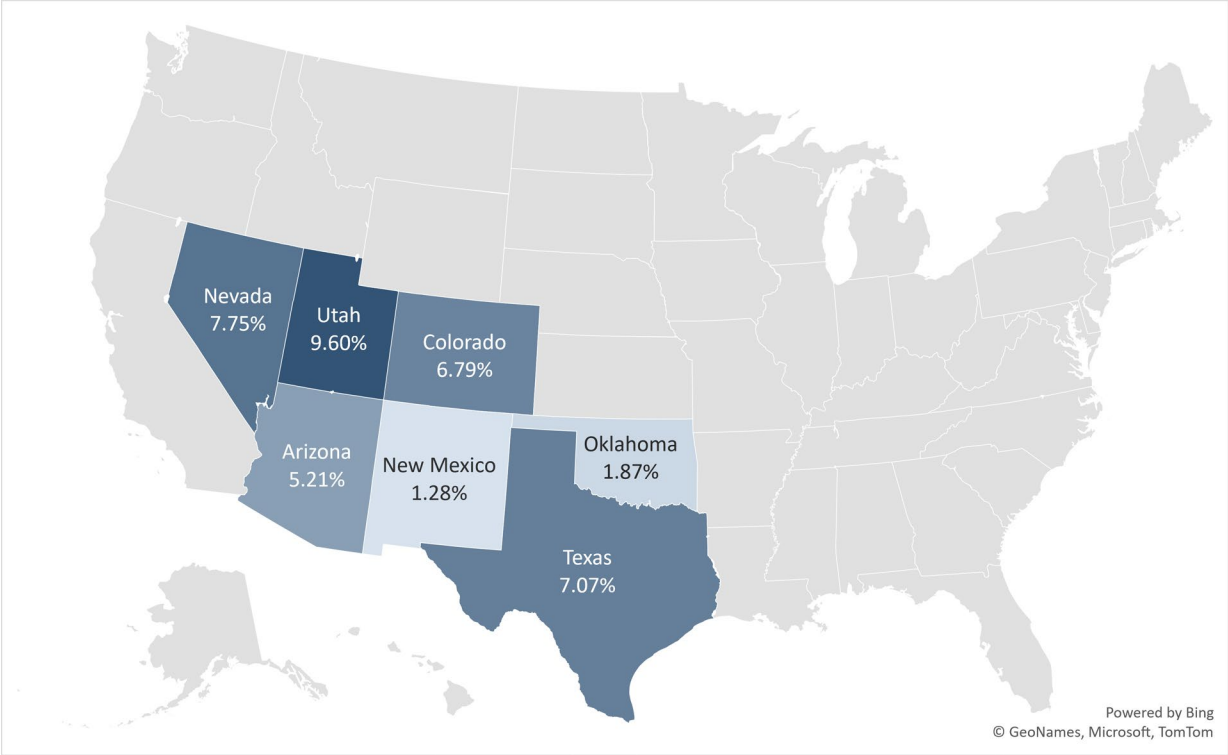 Nevada
7.75%
Utah
9.60%
Colorado
6.79%
Arizona
5.21%
New Mexico
1.28%
Oklahoma
1.87%
Texas
7.07%
Powered by Bing
© GeoNames, Microsoft, TomTom